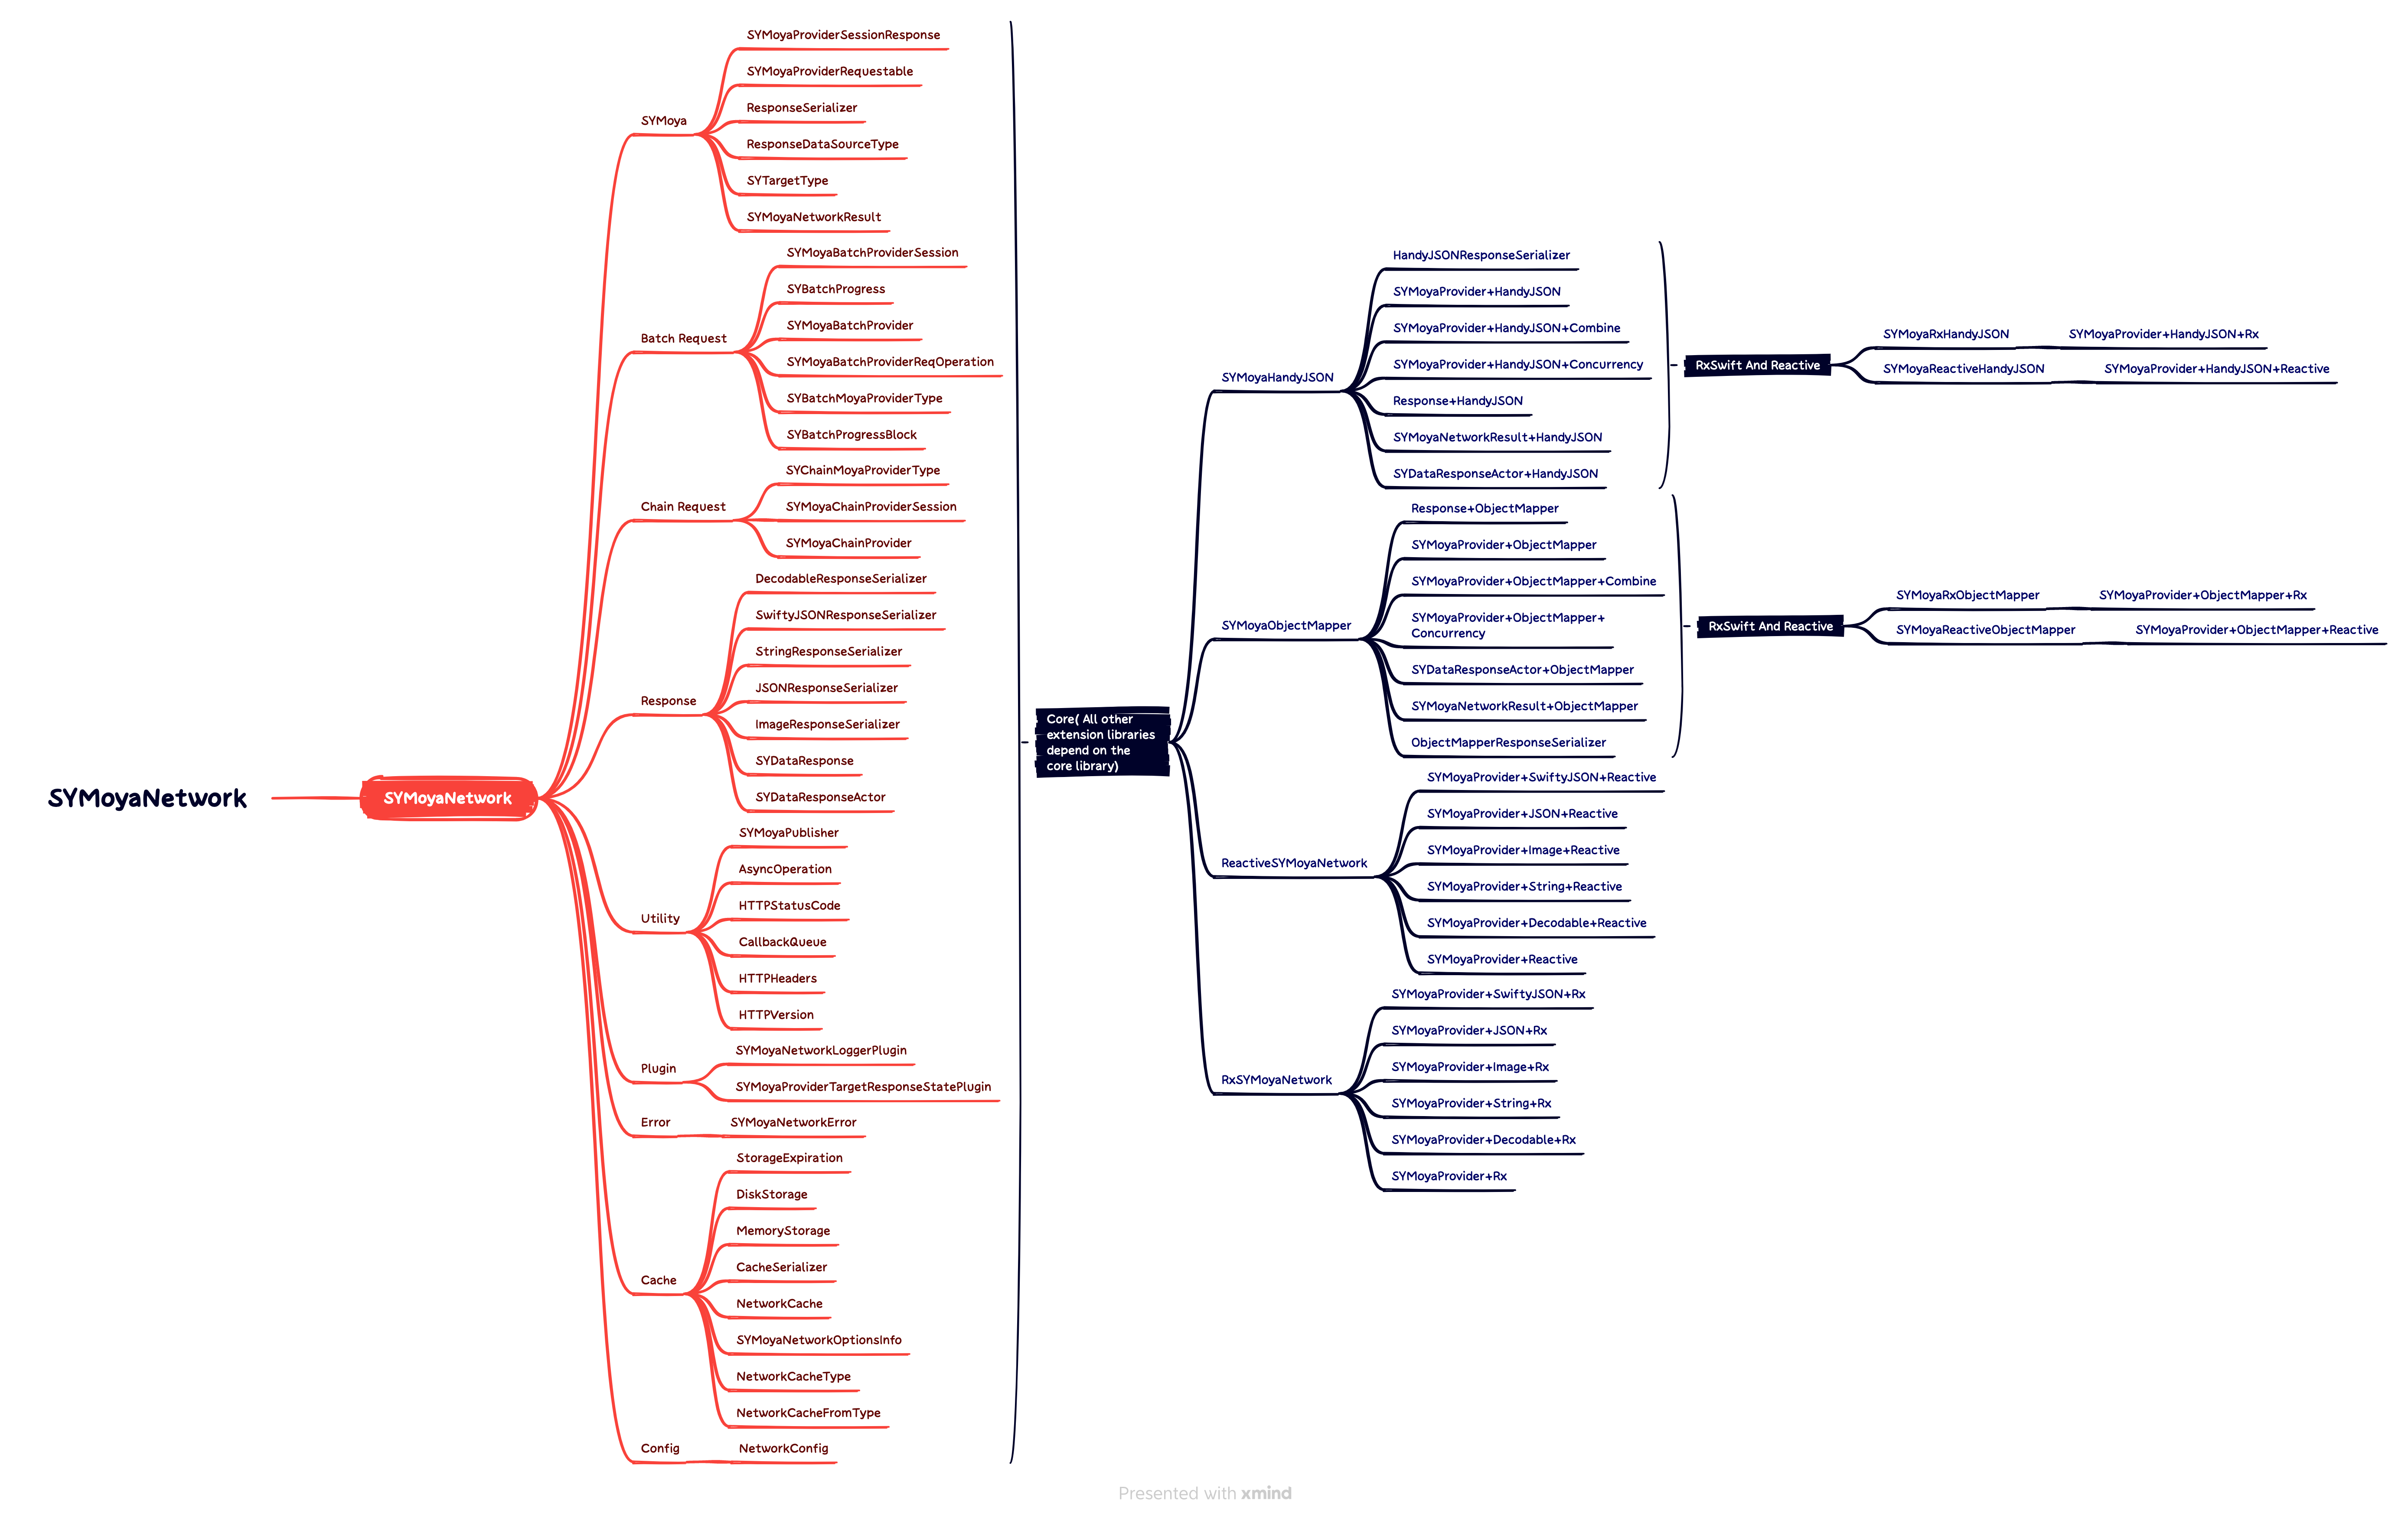 SYMoyaNetwork
SYMoyaNetwork
SYMoya
SYMoyaProviderSessionResponse
SYMoyaProviderRequestable
ResponseSerializer
ResponseDataSourceType
SYTargetType
SYMoyaNetworkResult
Batch Request
SYMoyaBatchProviderSession
SYBatchProgress
SYMoyaBatchProvider
SYMoyaBatchProviderReqOperation
SYBatchMoyaProviderType
SYBatchProgressBlock
Chain Request
SYChainMoyaProviderType
SYMoyaChainProviderSession
SYMoyaChainProvider
Response
DecodableResponseSerializer
SwiftyJSONResponseSerializer
StringResponseSerializer
JSONResponseSerializer
ImageResponseSerializer
SYDataResponse
SYDataResponseActor
Utility
SYMoyaPublisher
AsyncOperation
HTTPStatusCode
CallbackQueue
HTTPHeaders
HTTPVersion
Plugin
SYMoyaNetworkLoggerPlugin
SYMoyaProviderTargetResponseStatePlugin
Error
SYMoyaNetworkError
Cache
StorageExpiration
DiskStorage
MemoryStorage
CacheSerializer
NetworkCache
SYMoyaNetworkOptionsInfo
NetworkCacheType
NetworkCacheFromType
Config
NetworkConfig
Core( All other
extension libraries
depend on the
core library)
SYMoyaHandyJSON
HandyJSONResponseSerializer
SYMoyaProvider+HandyJSON
SYMoyaProvider+HandyJSON+Combine
SYMoyaProvider+HandyJSON+Concurrency
Response+HandyJSON
SYMoyaNetworkResult+HandyJSON
SYDataResponseActor+HandyJSON
RxSwift And Reactive
SYMoyaRxHandyJSON
SYMoyaProvider+HandyJSON+Rx
SYMoyaReactiveHandyJSON
SYMoyaProvider+HandyJSON+Reactive
SYMoyaObjectMapper
Response+ObjectMapper
SYMoyaProvider+ObjectMapper
SYMoyaProvider+ObjectMapper+Combine
SYMoyaProvider+ObjectMapper+
Concurrency
SYDataResponseActor+ObjectMapper
SYMoyaNetworkResult+ObjectMapper
ObjectMapperResponseSerializer
RxSwift And Reactive
SYMoyaRxObjectMapper
SYMoyaProvider+ObjectMapper+Rx
SYMoyaReactiveObjectMapper
SYMoyaProvider+ObjectMapper+Reactive
ReactiveSYMoyaNetwork
SYMoyaProvider+SwiftyJSON+Reactive
SYMoyaProvider+JSON+Reactive
SYMoyaProvider+Image+Reactive
SYMoyaProvider+String+Reactive
SYMoyaProvider+Decodable+Reactive
SYMoyaProvider+Reactive
RxSYMoyaNetwork
SYMoyaProvider+SwiftyJSON+Rx
SYMoyaProvider+JSON+Rx
SYMoyaProvider+Image+Rx
SYMoyaProvider+String+Rx
SYMoyaProvider+Decodable+Rx
SYMoyaProvider+Rx
Presented with xmind